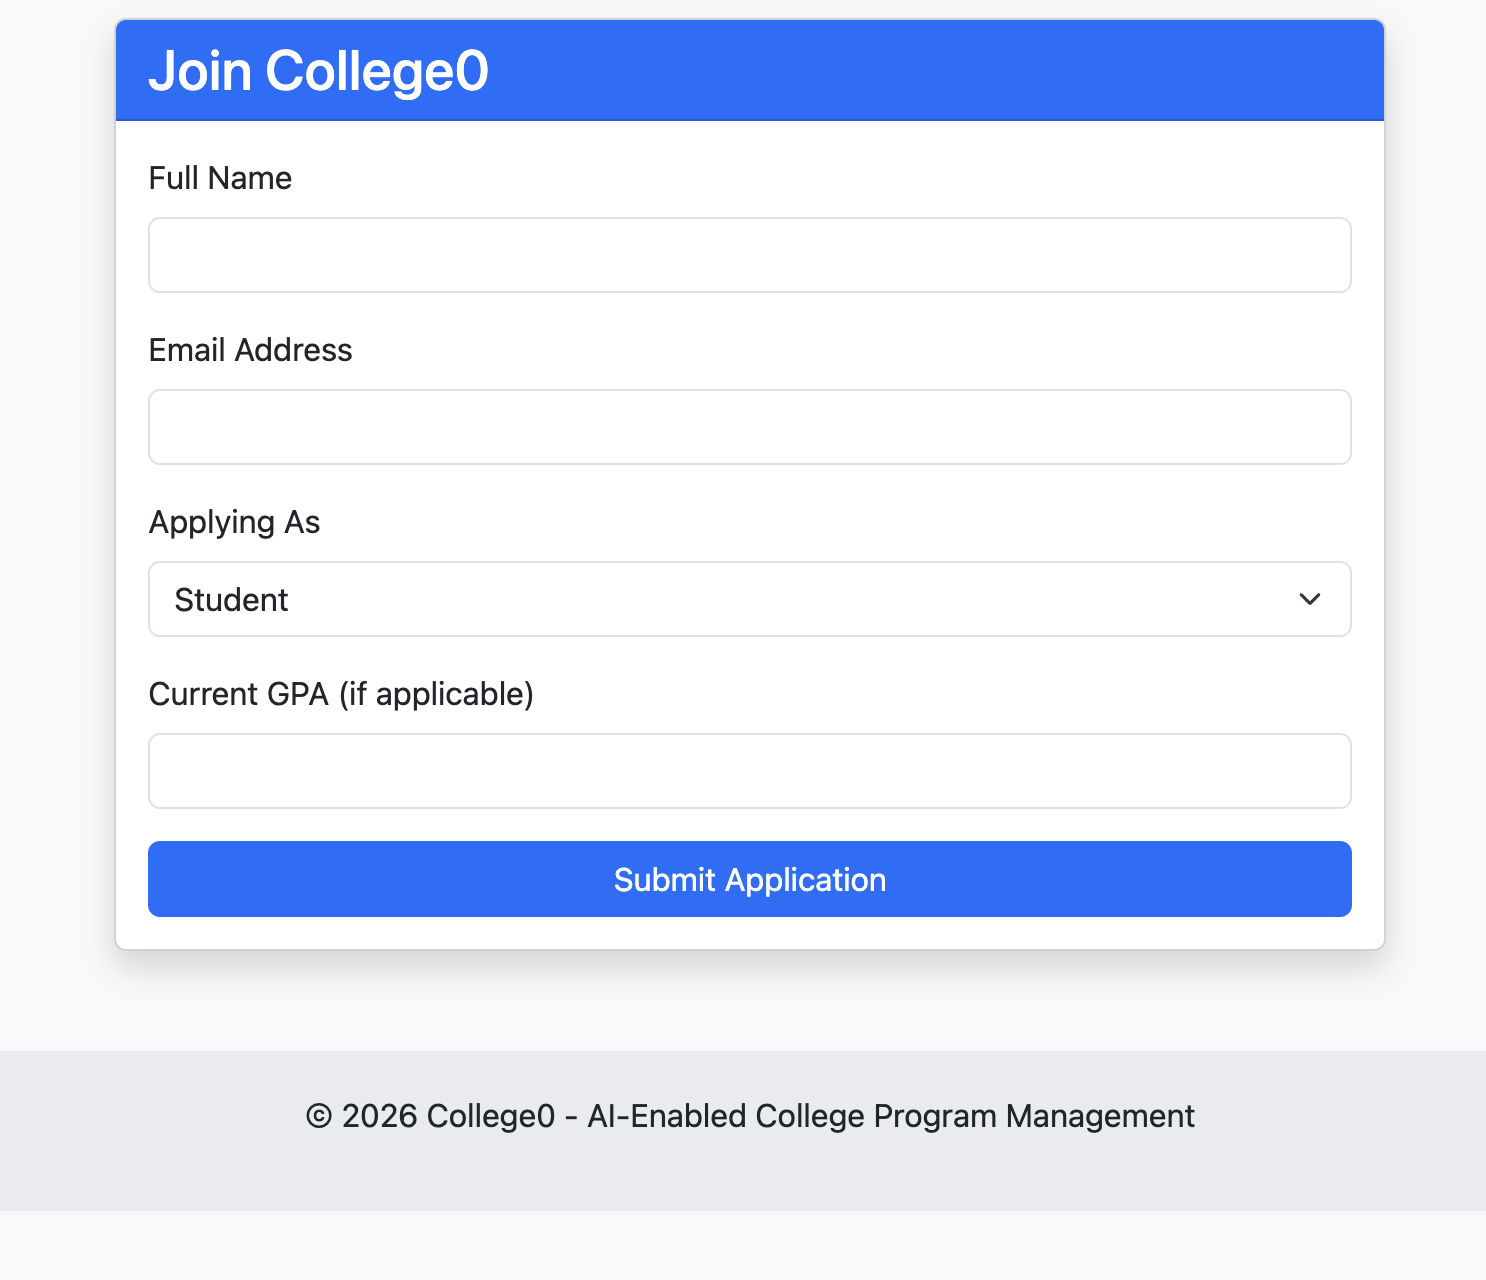 Join College0
Full Name
Email Address
Applying As
Student
Current GPA (if applicable)
Submit Application
© 2026 College0 - AI-Enabled College Program Management